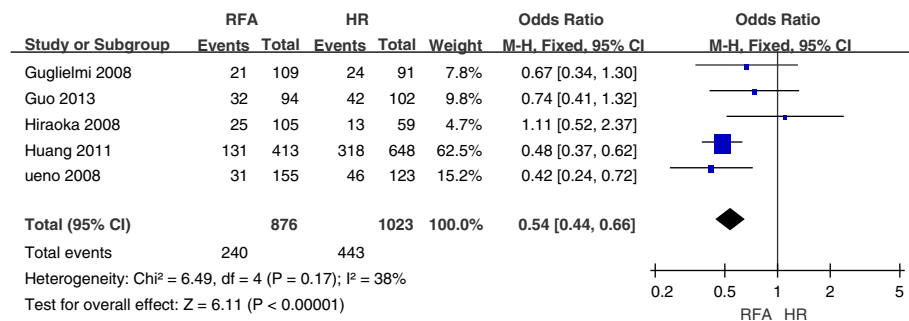 RFA HR Odds Ratio Odds Ratio
Study or Subgroup Events Total Events Total Weight M-H, Fixed, 95% CI M-H, Fixed, 95% CI
Guglielmi 2008 21 109 24 91 7.8% 0.67 [0.34, 1.30]
Guo 2013 32 94 42 102 9.8% 0.74 [0.41, 1.32]
Hiraoka 2008 25 105 13 59 4.7% 1.11 [0.52, 2.37]
Huang 2011 131 413 318 648 62.5% 0.48 [0.37, 0.62]
ueno 2008 31 155 46 123 15.2% 0.42 [0.24, 0.72]
Total (95% CI) 876 1023 100.0% 0.54 [0.44, 0.66]
Total events 240 443
Heterogeneity: Chi² = 6.49, df = 4 (P = 0.17); I² = 38%
Test for overall effect: Z = 6.11 (P < 0.00001)
0.2 0.5 1 2 5
RFA HR